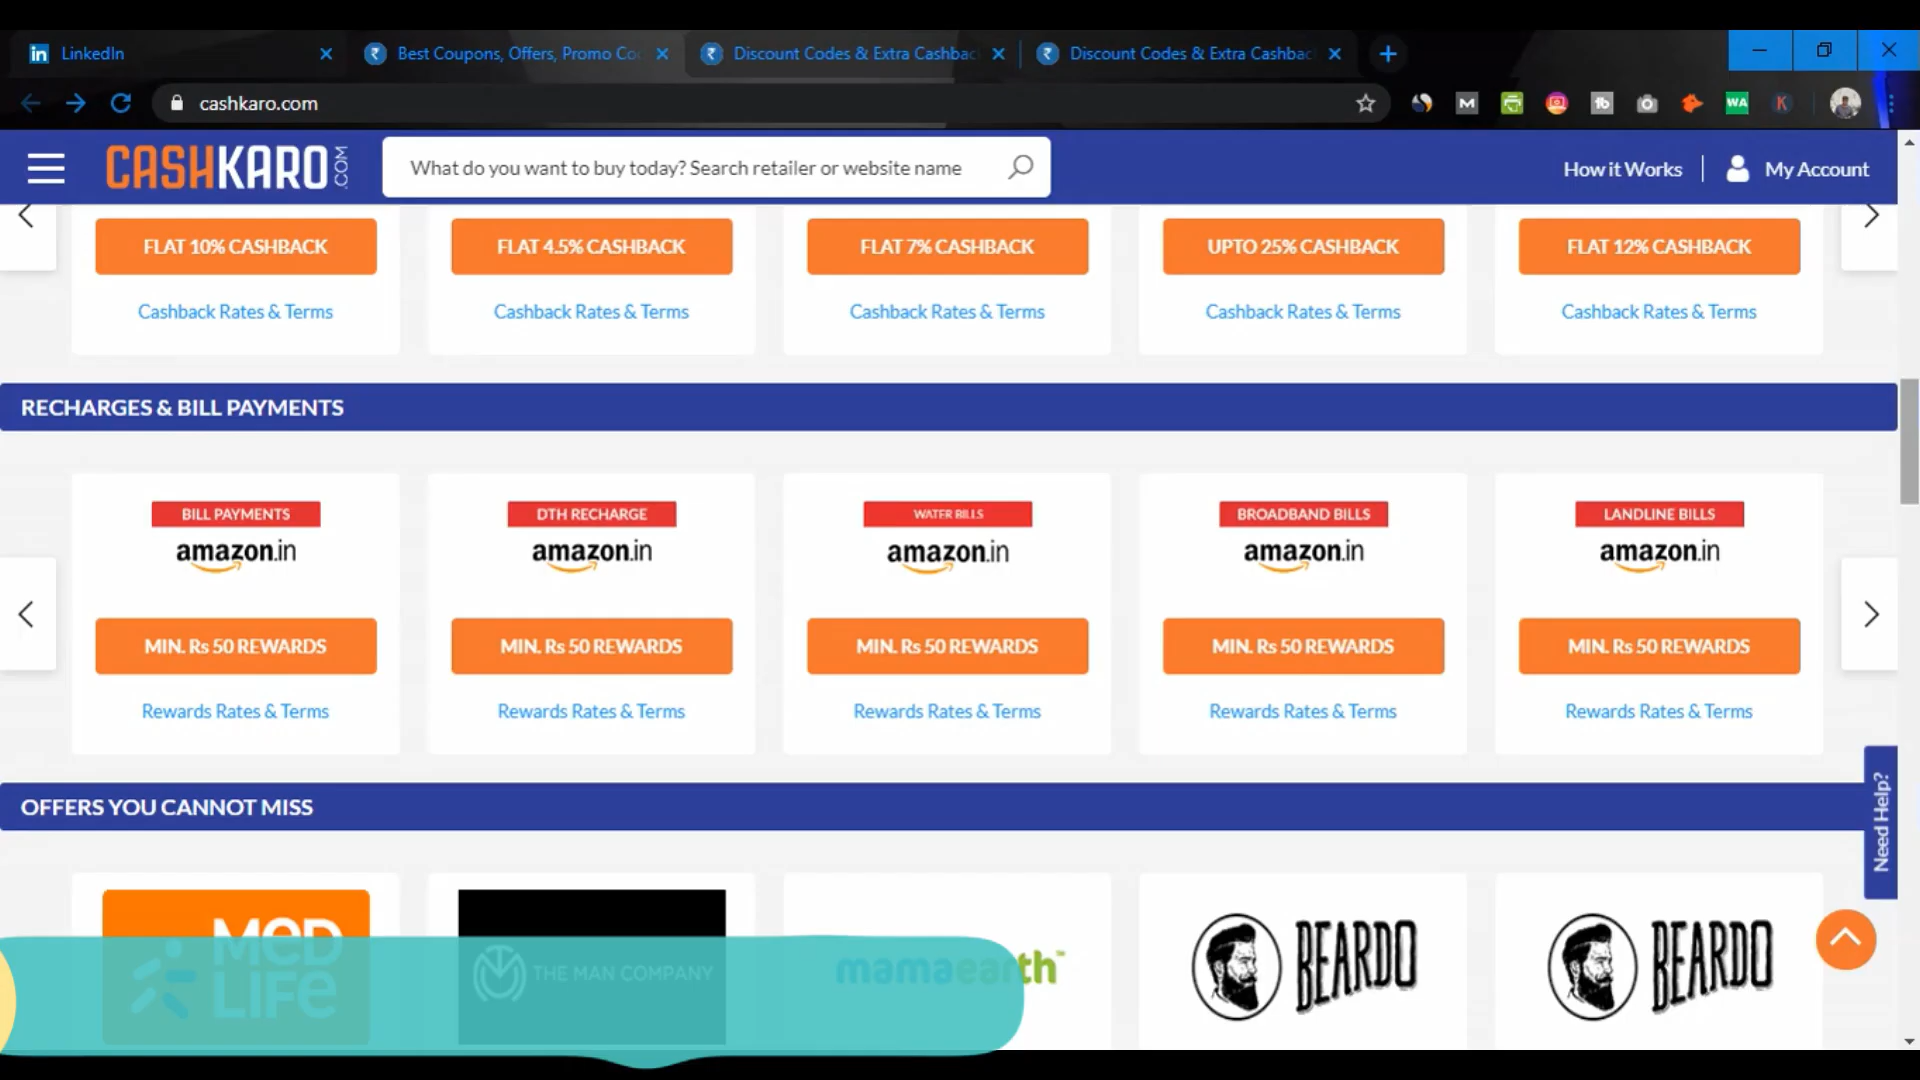 LinkedIn
Best Coupons, Offers, Promo Co
Discount Codes & Extra Cashbac
Discount Codes & Extra Cashbac
cashkaro.com
CASHKARO.COM
What do you want to buy today? Search retailer or website name
How it Works
My Account
FLAT 10% CASHBACK
FLAT 4.5% CASHBACK
FLAT 7% CASHBACK
UPTO 25% CASHBACK
FLAT 12% CASHBACK
Cashback Rates & Terms
Cashback Rates & Terms
Cashback Rates & Terms
Cashback Rates & Terms
Cashback Rates & Terms
RECHARGES & BILL PAYMENTS
BILL PAYMENTS
DTH RECHARGE
WATER BILLS
BROADBAND BILLS
LANDLINE BILLS
amazon.in
amazon.in
amazon.in
amazon.in
amazon.in
MIN. Rs 50 REWARDS
MIN. Rs 50 REWARDS
MIN. Rs 50 REWARDS
MIN. Rs 50 REWARDS
MIN. Rs 50 REWARDS
Rewards Rates & Terms
Rewards Rates & Terms
Rewards Rates & Terms
Rewards Rates & Terms
Rewards Rates & Terms
Need Help?
OFFERS YOU CANNOT MISS
MED LIFE
THE MAN COMPANY
mamaearth™
BEARDO
BEARDO